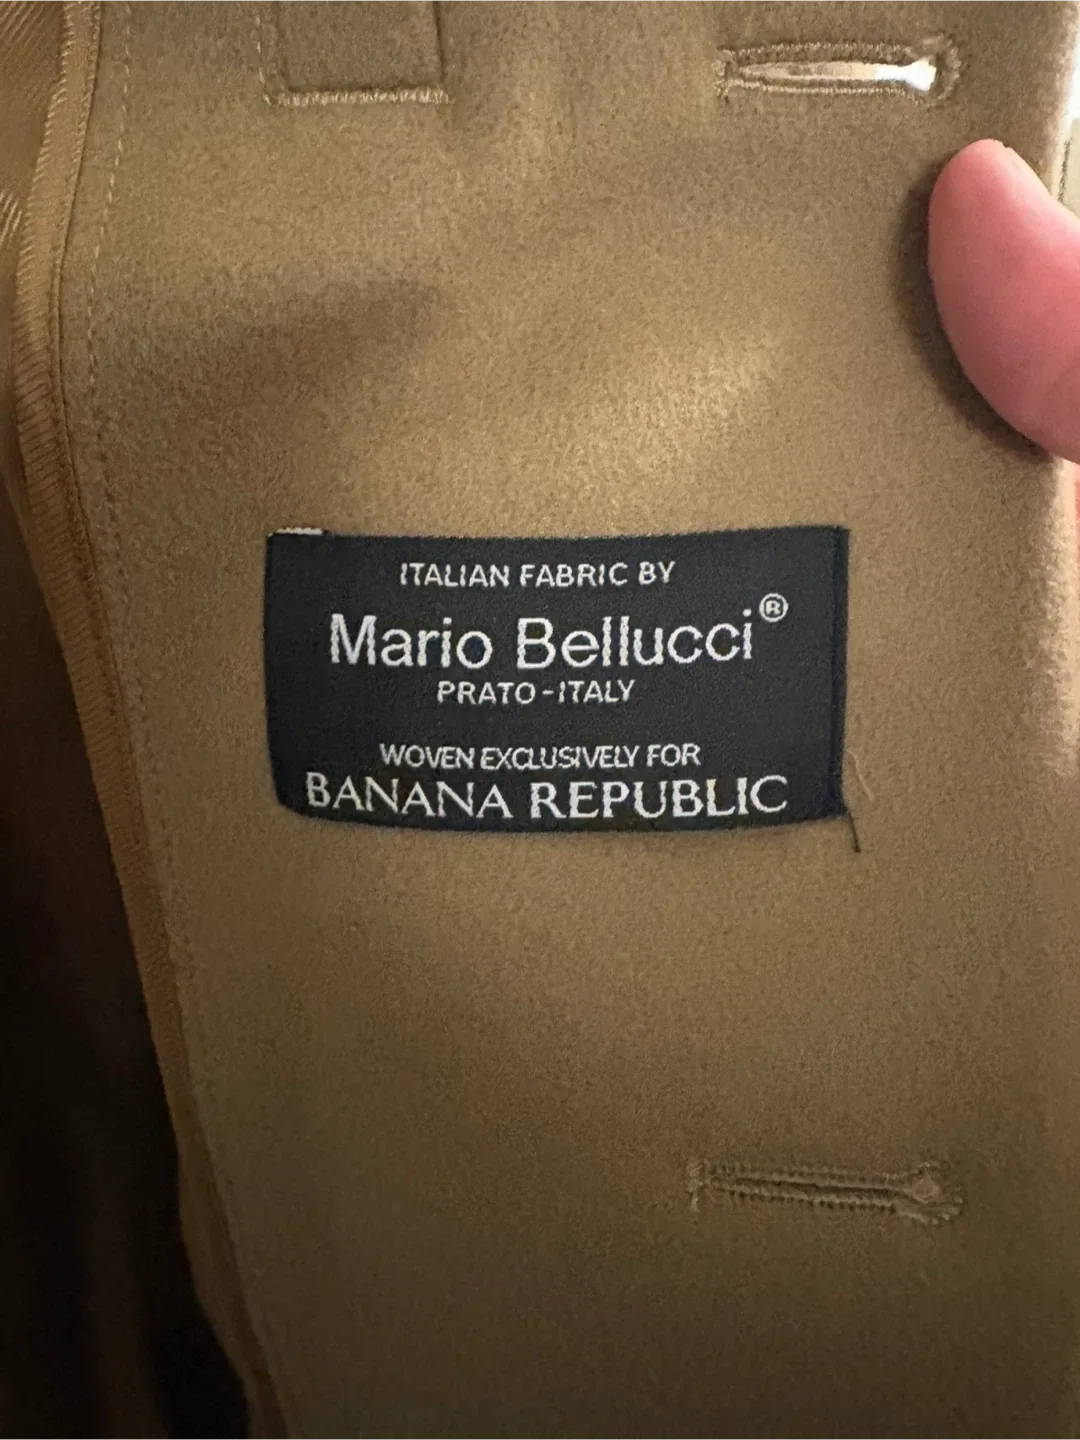 ITALIAN FABRIC BY
Mario Bellucci®
PRATO-ITALY
WOVEN EXCLUSIVELY FOR
BANANA REPUBLIC